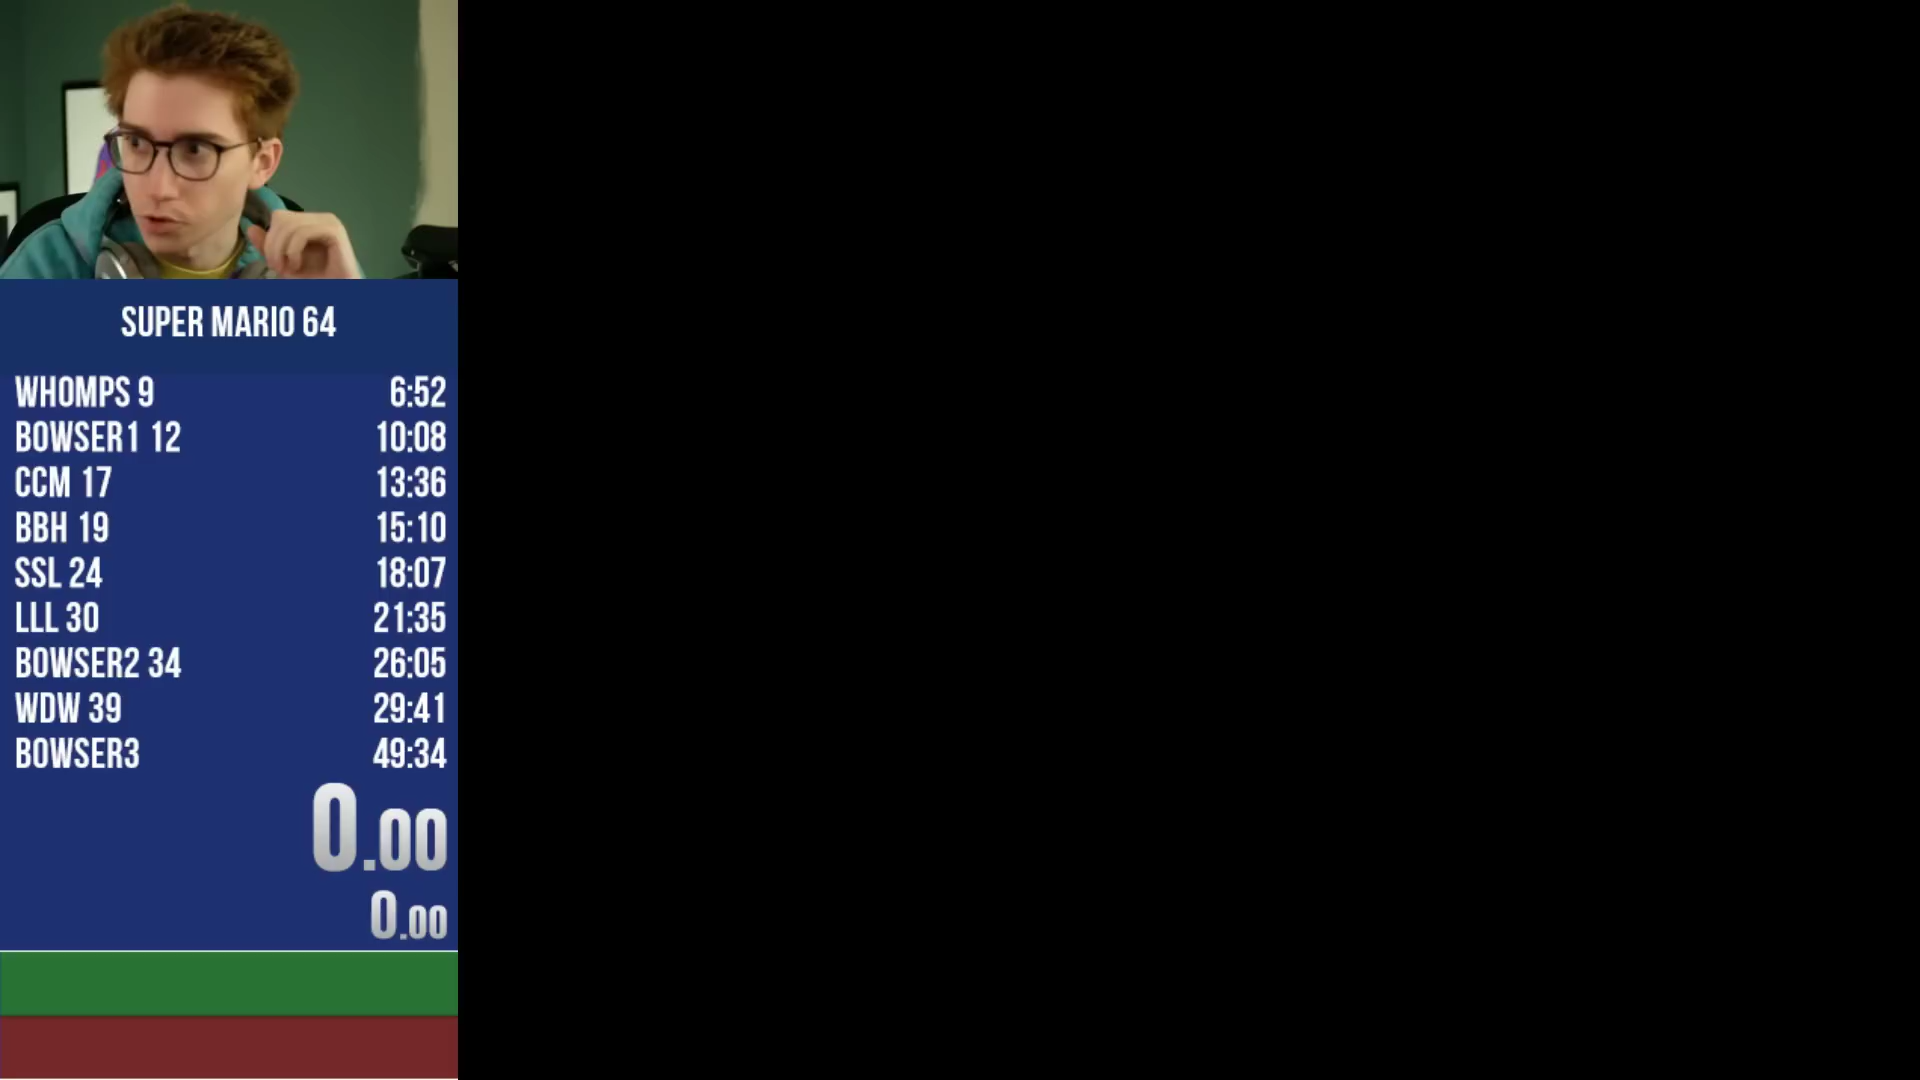 SUPER MARIO 64
WHOMPS 9 6:52
BOWSER1 12 10:08
CCM 17 13:36
BBH 19 15:10
SSL 24 18:07
LLL 30 21:35
BOWSER2 34 26:05
WDW 39 29:41
BOWSER3 49:34
0.00
0.00